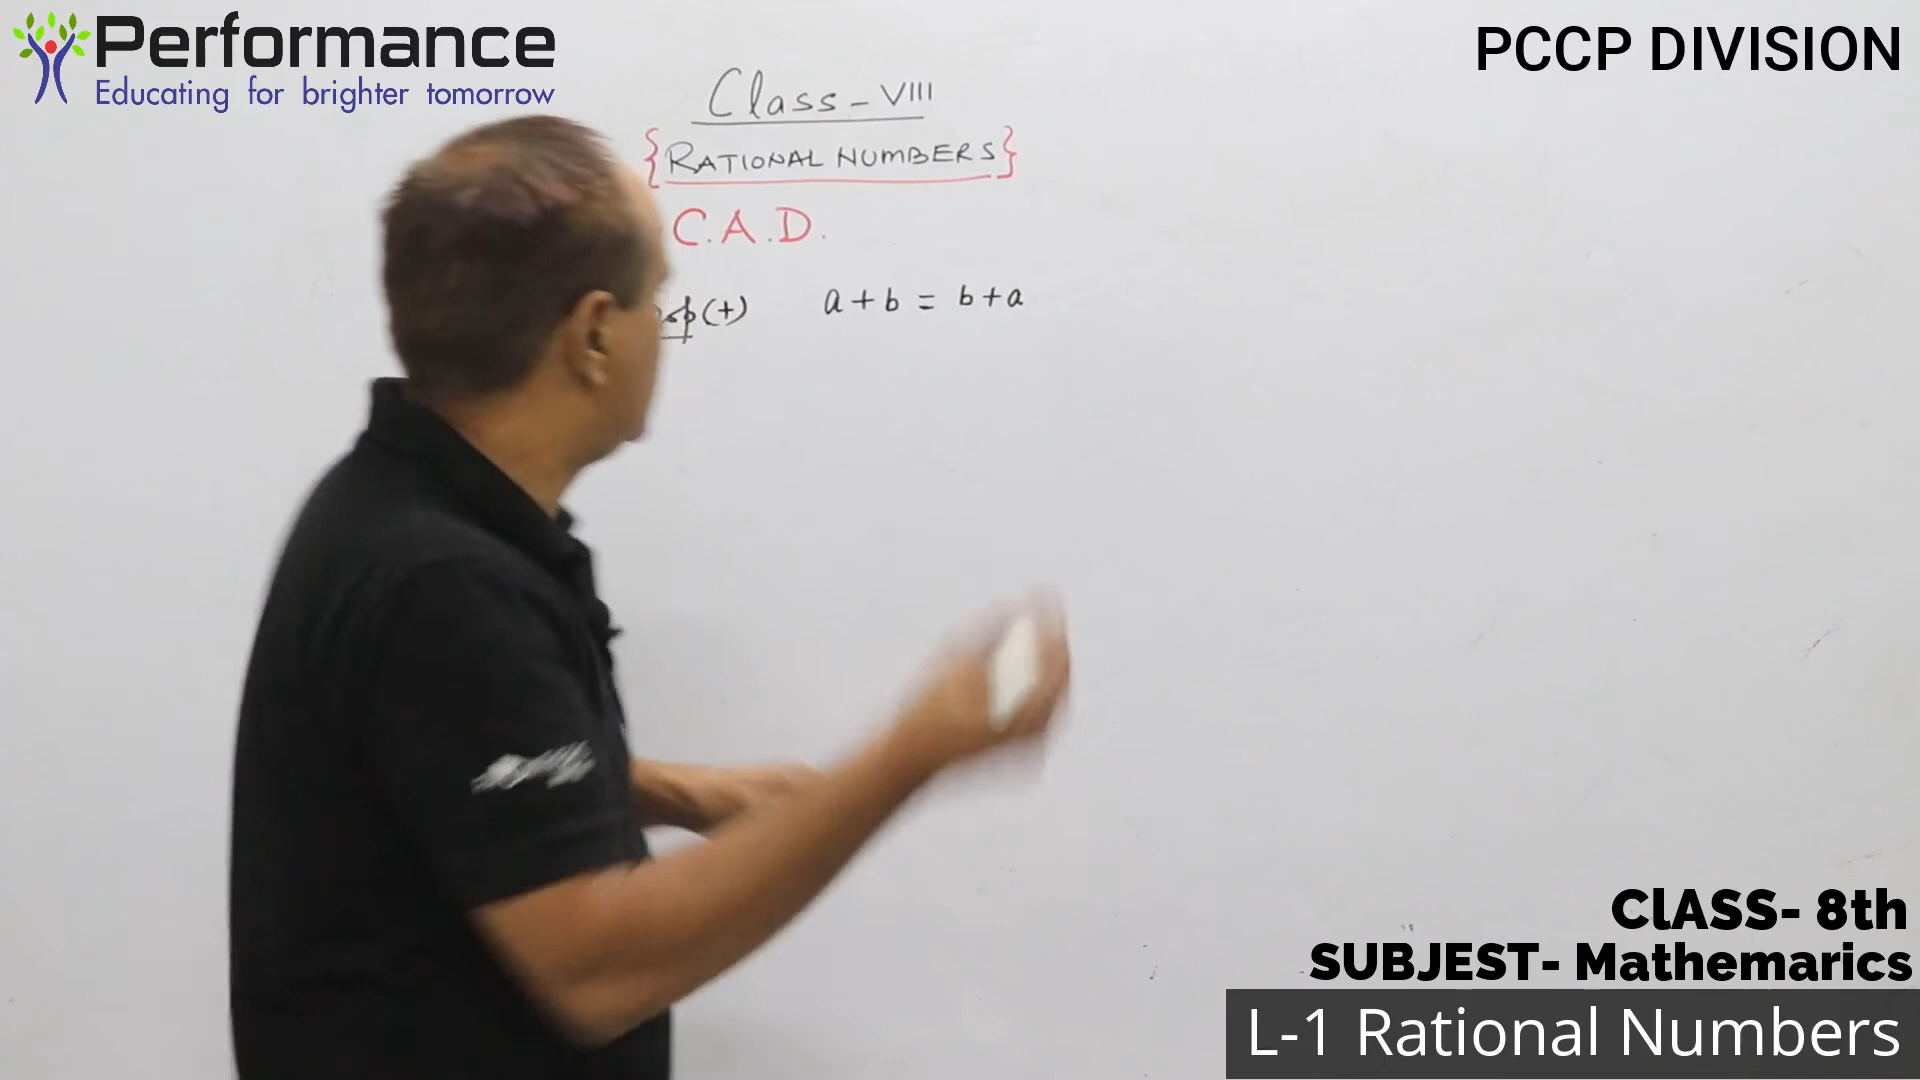 Performance
Educating for brighter tomorrow
PCCP DIVISION
Class - VIII
{RATIONAL NUMBERS}
C.A.D.
(+) a + b = b + a
ClASS- 8th
SUBJEST- Mathemarics
L-1 Rational Numbers